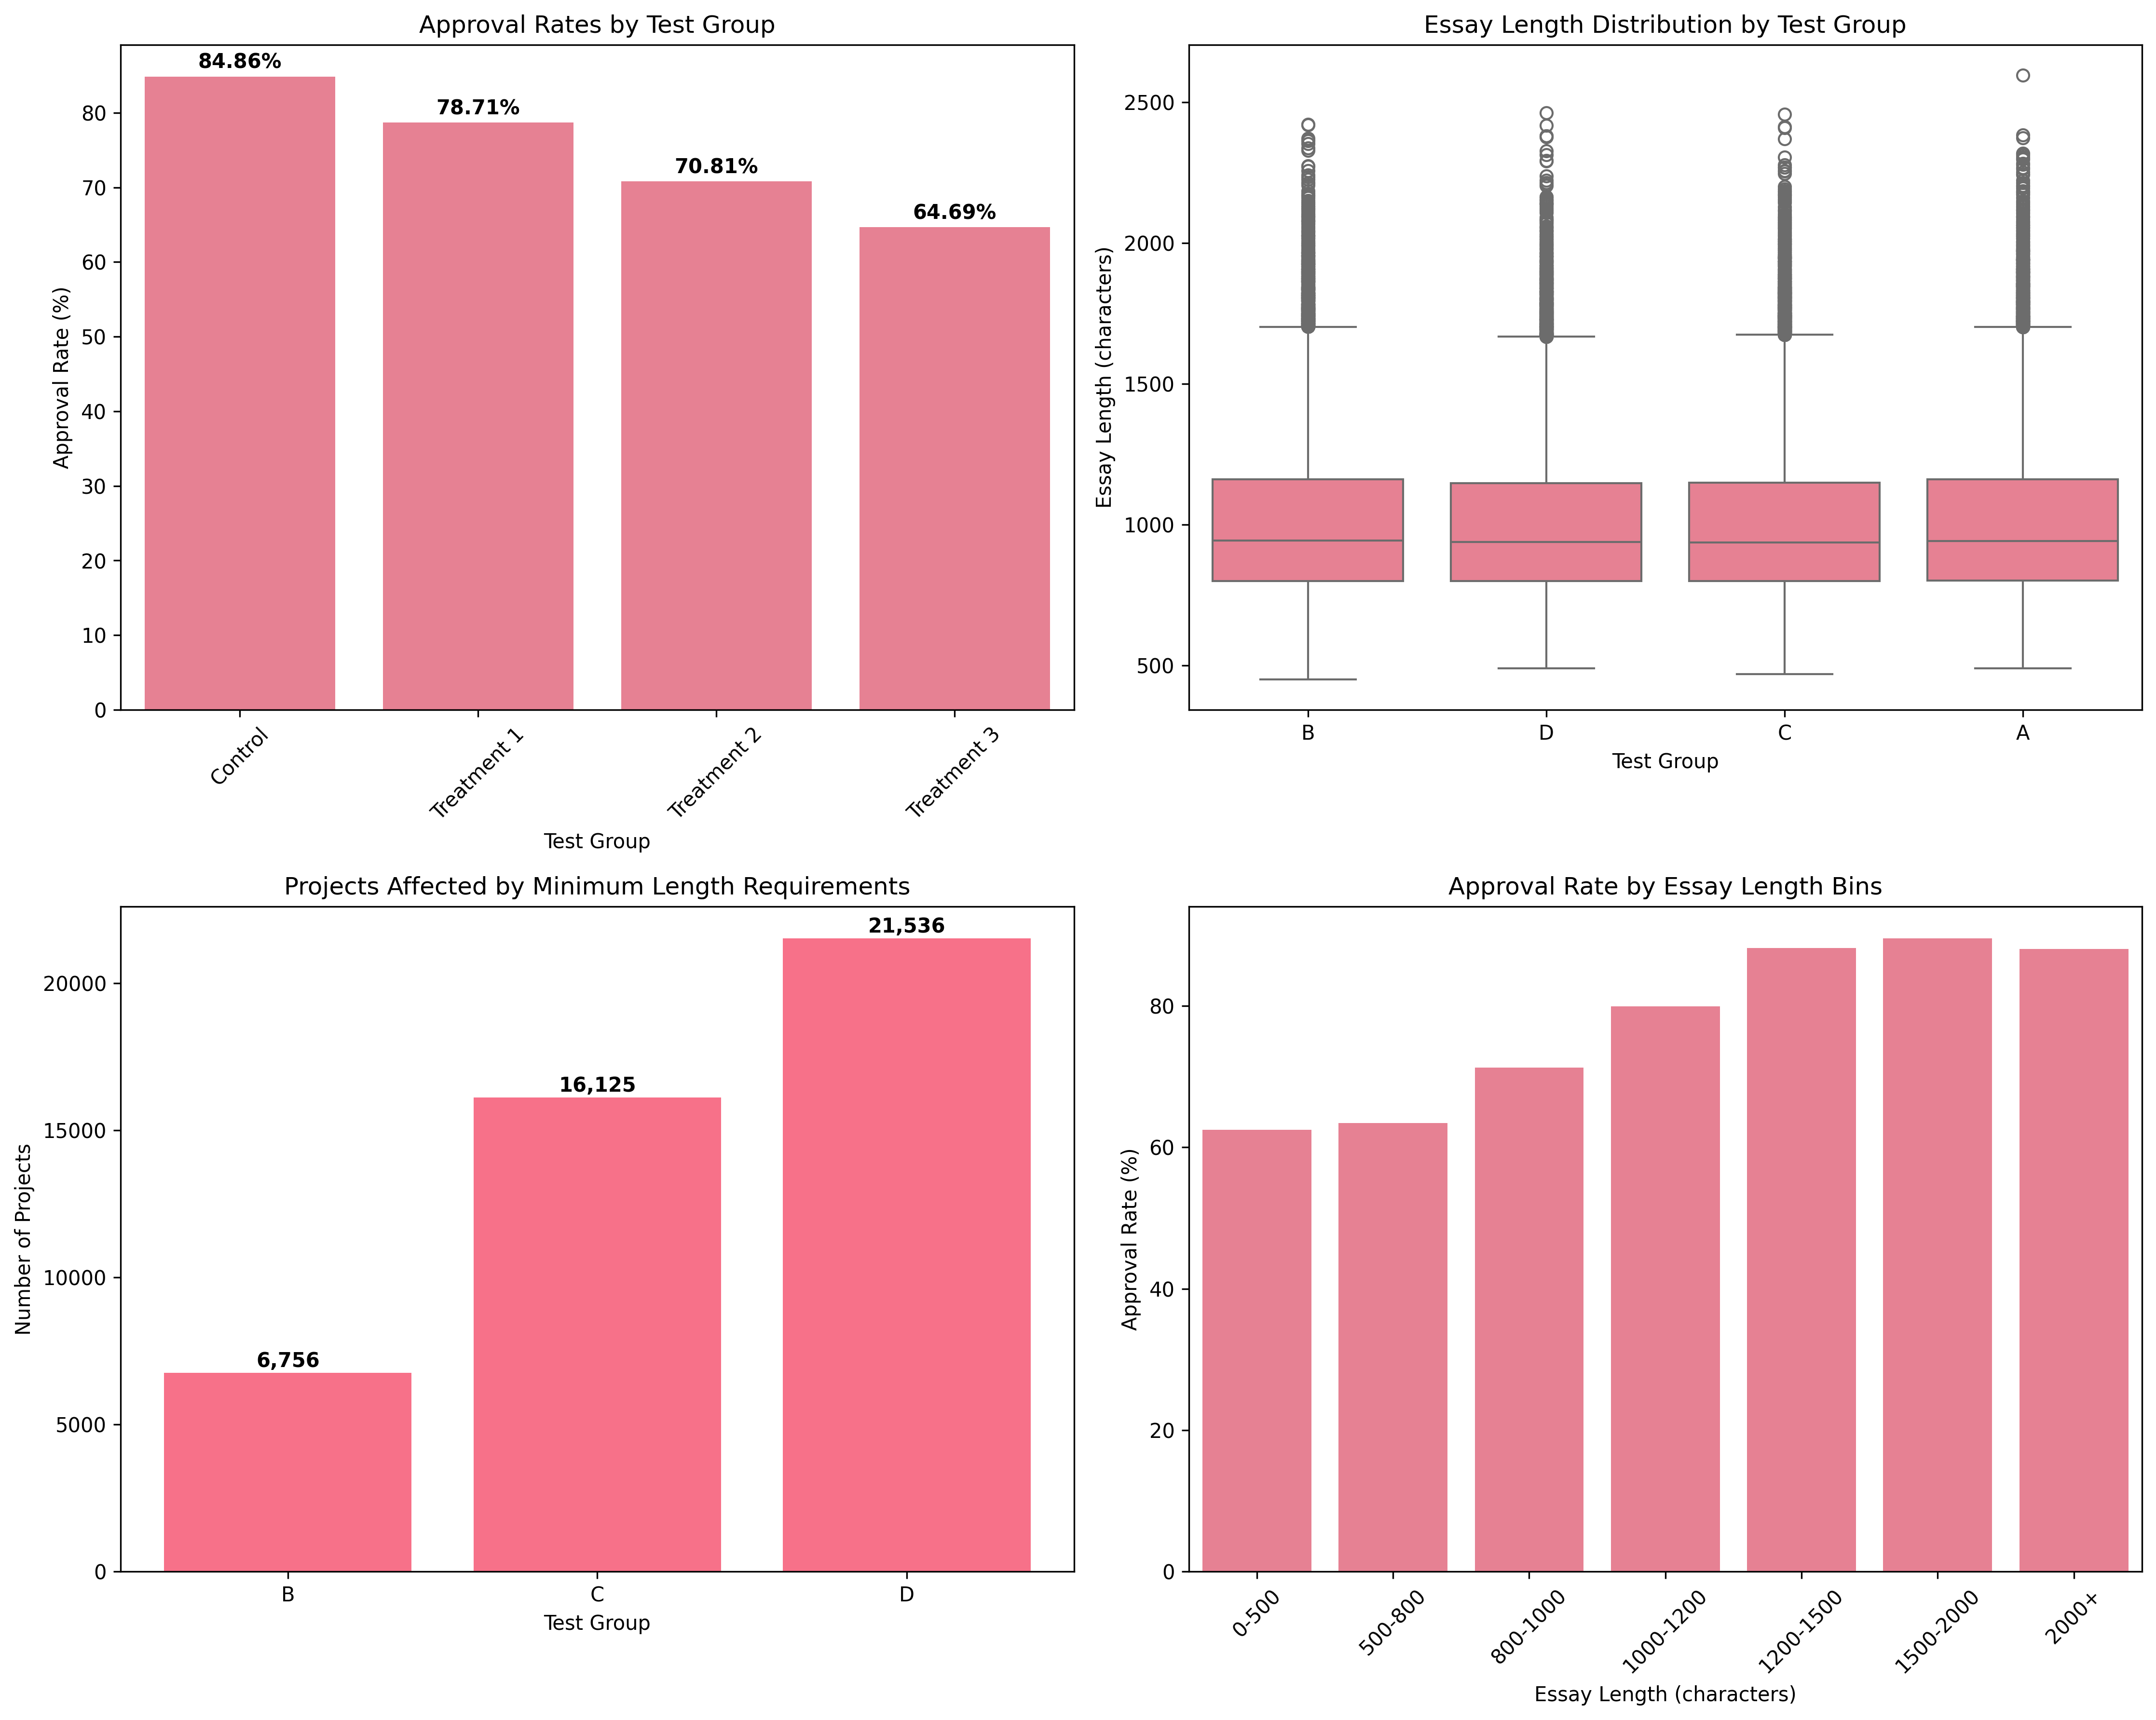 Approval Rates by Test Group
Approval Rate (%)
80
70
60
50
40
30
20
10
0
84.86%
78.71%
70.81%
64.69%
Control
Treatment 1
Treatment 2
Treatment 3
Test Group
Essay Length Distribution by Test Group
Essay Length (characters)
2500
2000
1500
1000
500
B
D
C
A
Test Group
Projects Affected by Minimum Length Requirements
Number of Projects
20000
15000
10000
5000
0
6,756
16,125
21,536
B
C
D
Test Group
Approval Rate by Essay Length Bins
Approval Rate (%)
80
60
40
20
0
0-500
500-800
800-1000
1000-1200
1200-1500
1500-2000
2000+
Essay Length (characters)